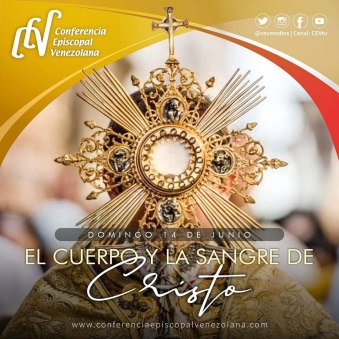 Conferencia
Episcopal
Venezolana
@cevmedios | Canal: CEVtv
DOMINGO 14 DE JUNIO
EL CUERPO Y LA SANGRE DE
Cristo
www.conferenciaepiscopalvenezolana.com